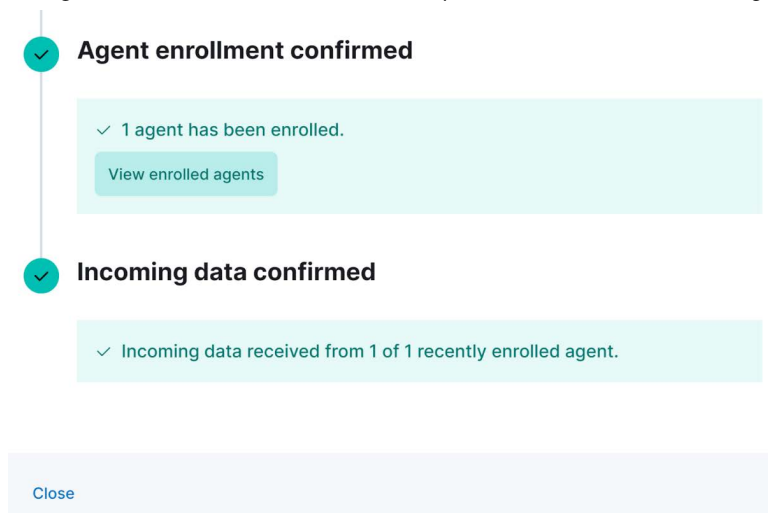 Agent enrollment confirmed
1 agent has been enrolled.
View enrolled agents
Incoming data confirmed
Incoming data received from 1 of 1 recently enrolled agent.
Close